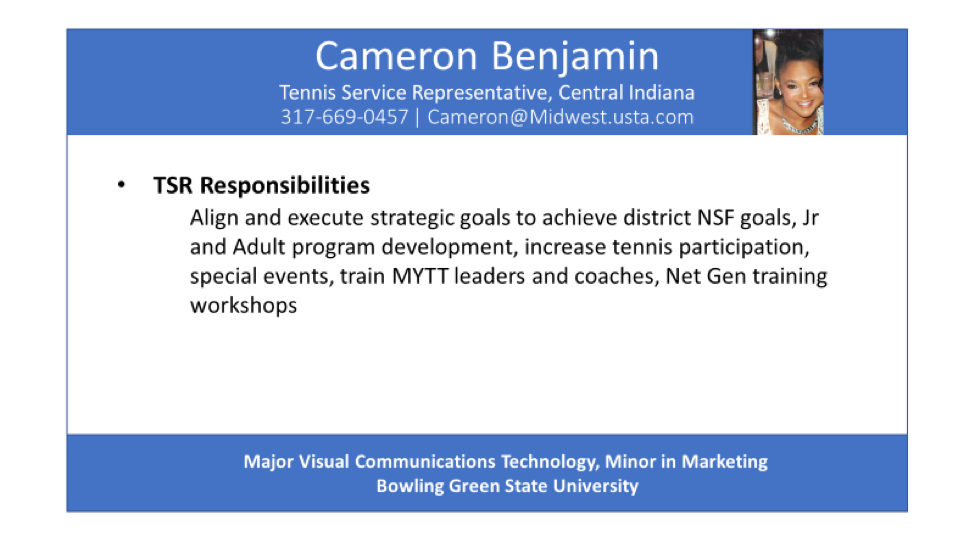 Cameron Benjamin
Tennis Service Representative, Central Indiana
317-669-0457 | Cameron@Midwest.usta.com
• TSR Responsibilities
Align and execute strategic goals to achieve district NSF goals, Jr
and Adult program development, increase tennis participation,
special events, train MYTT leaders and coaches, Net Gen training
workshops
Major Visual Communications Technology, Minor in Marketing
Bowling Green State University